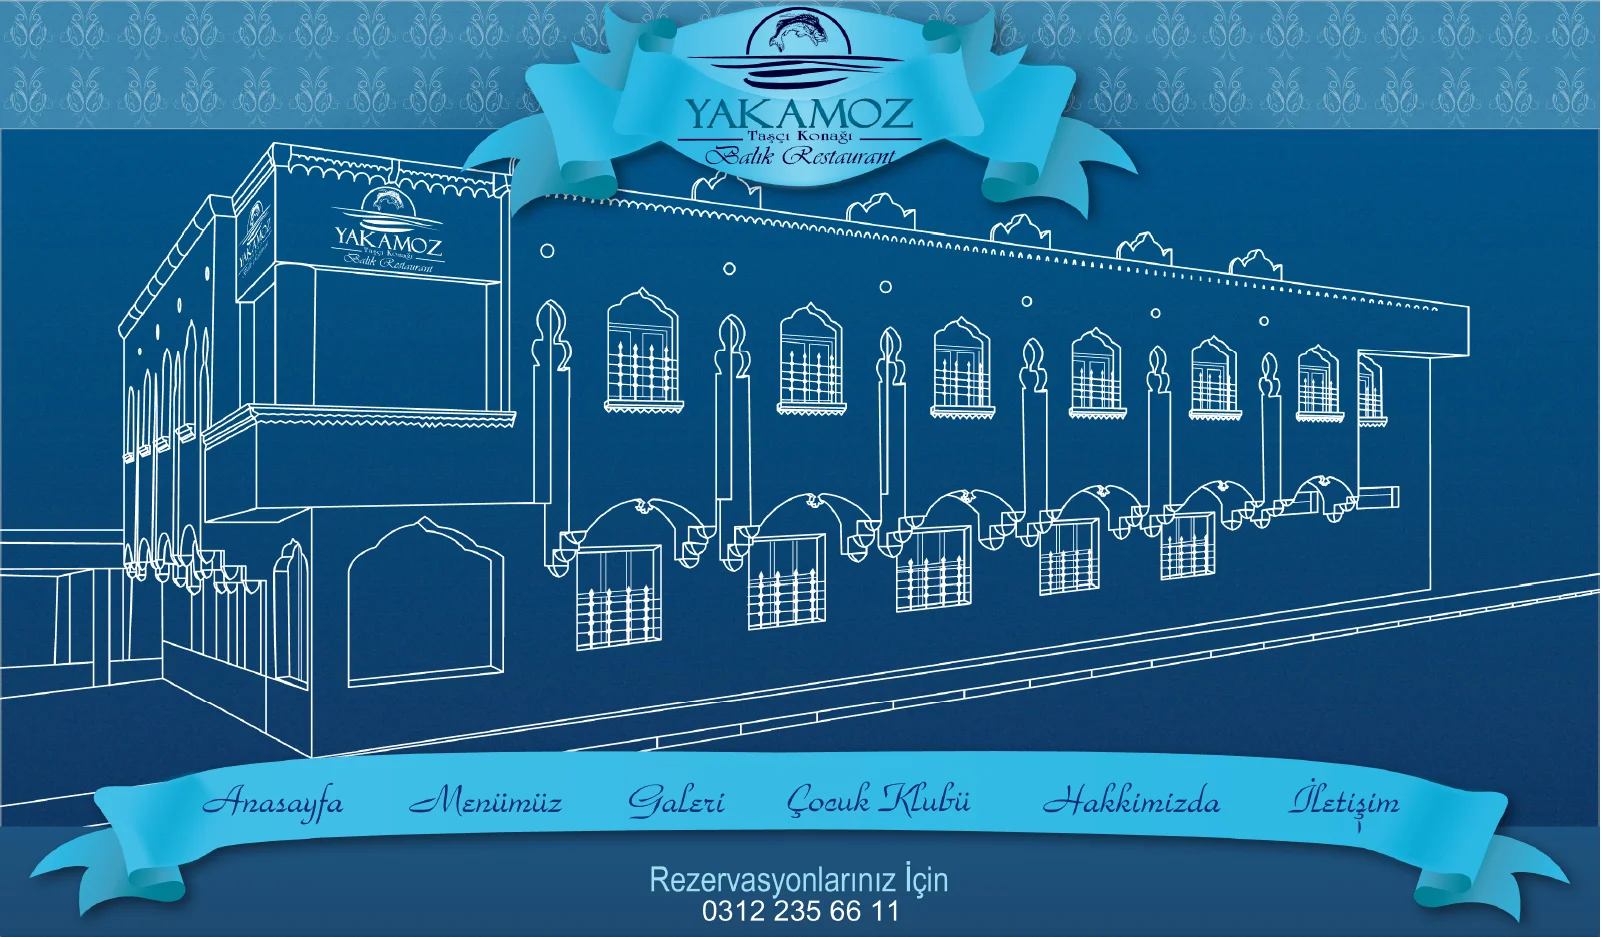 YAKAMOZ
Taşçı Konağı
Balık Restaurant
YAKAMOZ
Taşçı Konağı
Balık Restaurant
YAKAMOZ
Anasayfa Menümüz Galeri Çocuk Klubü Hakkimizda İletişim
Rezervasyonlarınız İçin
0312 235 66 11